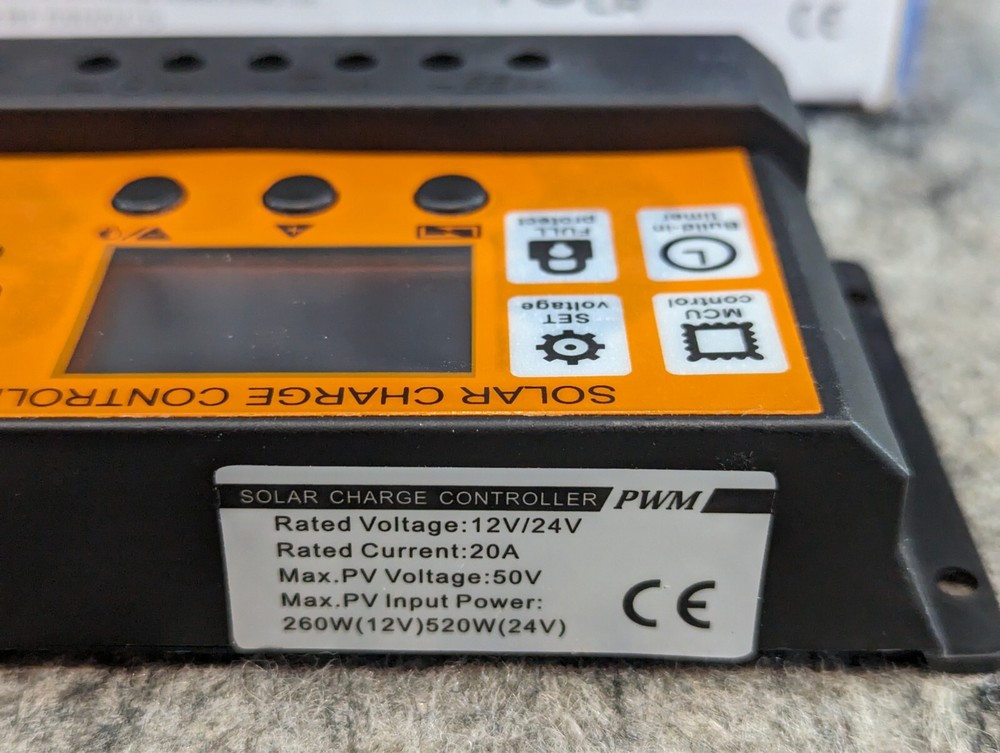 CE
Build-in
timer
FULL
protect
MCU
control
SET
voltage
SOLAR CHARGE
SOLAR CHARGE CONTROLLER PWM
Rated Voltage:12V/24V
Rated Current:20A
Max.PV Voltage:50V
Max.PV Input Power:
260W(12V)520W(24V)
CE